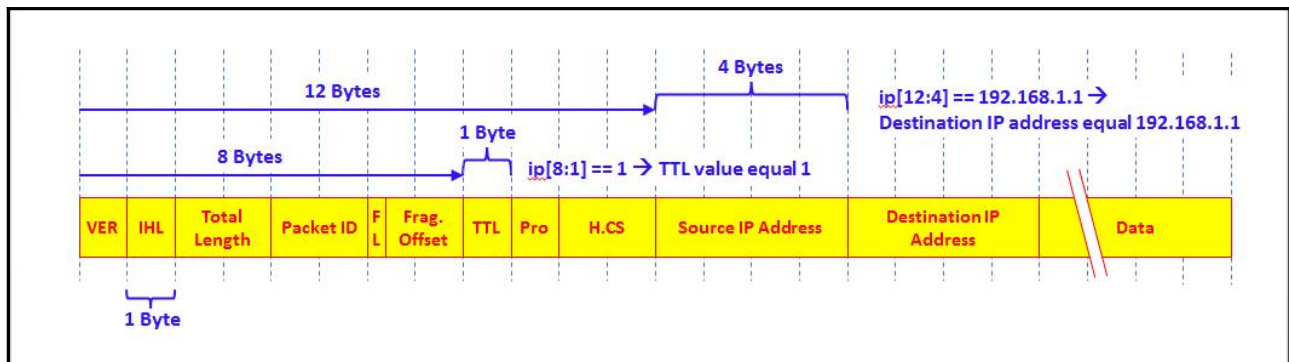 4 Bytes
12 Bytes
ip[12:4] == 192.168.1.1 →
Destination IP address equal 192.168.1.1
1 Byte
8 Bytes
ip[8:1] == 1 → TTL value equal 1
VER
IHL
Total
Length
Packet ID
F
L
Frag.
Offset
TTL
Pro
H.CS
Source IP Address
Destination IP
Address
Data
1 Byte